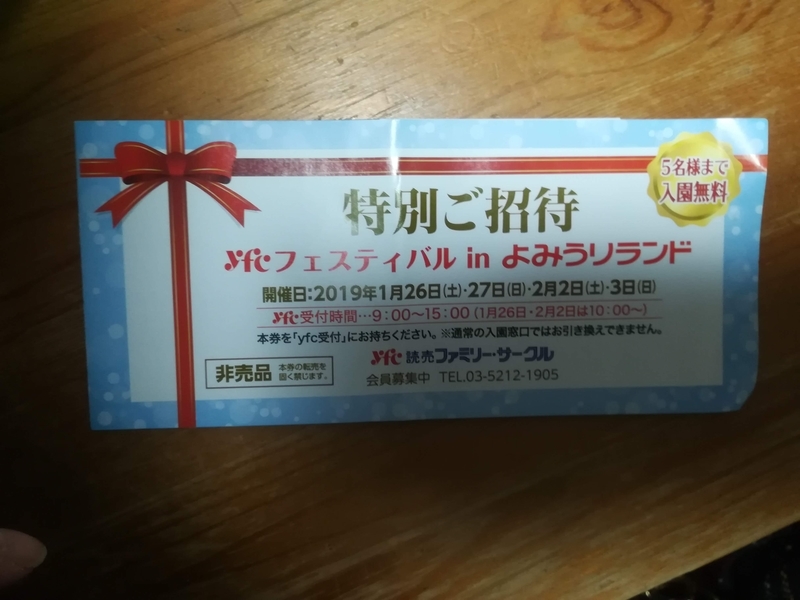 5名様まで
入園無料
特別ご招待
yfcフェスティバル in よみうりランド
開催日:2019年1月26日(土)・27日(日)・2月2日(土)・3日(日)
yfc受付時間…9:00～15:00 (1月26日・2月2日は10:00～)
本券を「yfc受付」にお持ちください。※通常の入園窓口ではお引き換えできません。
非売品 本券の転売を
固く禁じます。
yfc 読売ファミリー・サークル
会員募集中 TEL.03-5212-1905